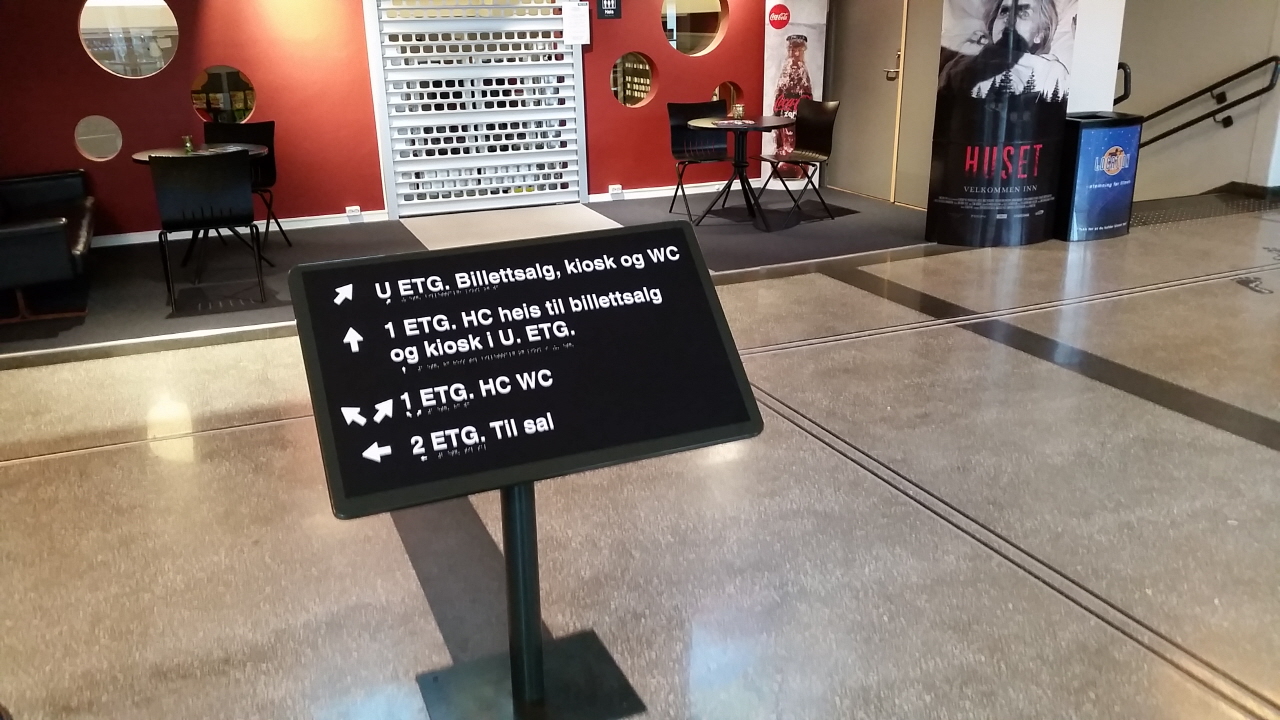 Heis
Coca-Cola
HUSET
VELKOMMEN INN
U ETG. Billettsalg, kiosk og WC
1 ETG. HC heis til billettsalg
og kiosk i U. ETG.
1 ETG. HC WC
2 ETG. Til sal